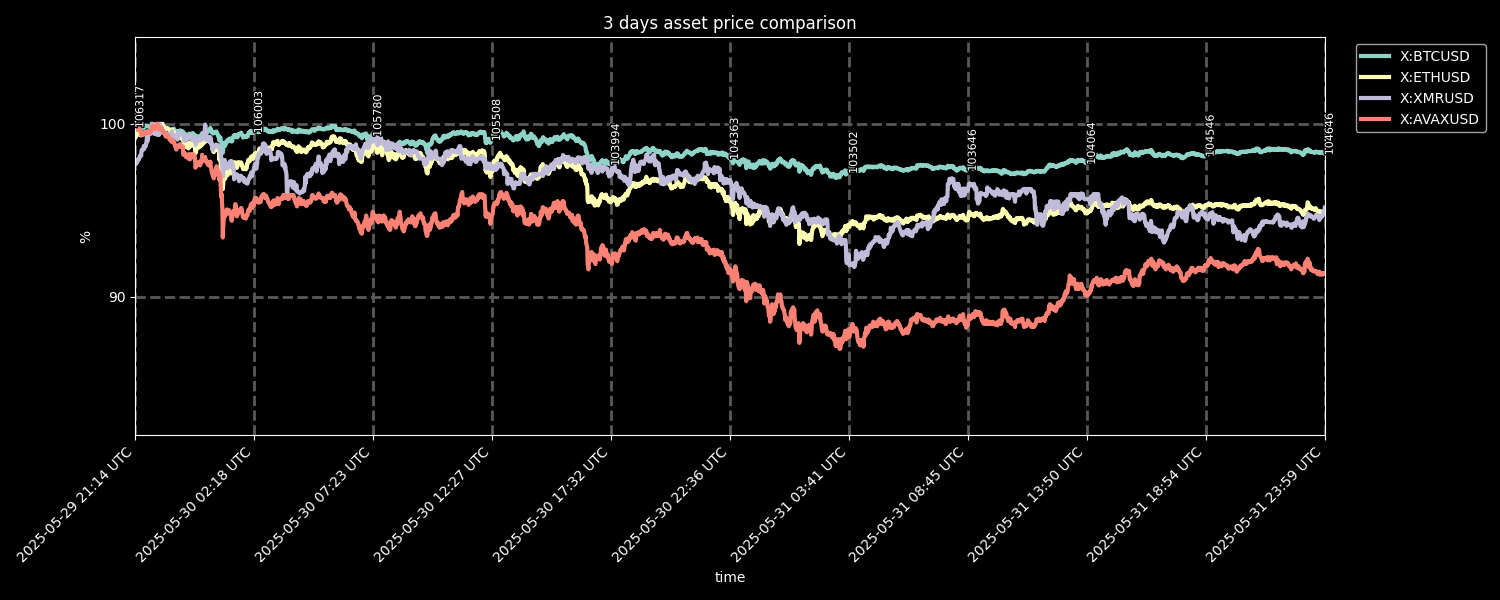 3 days asset price comparison
X:BTCUSD
X:ETHUSD
X:XMRUSD
X:AVAXUSD
%
100
90
106317
106003
105780
105508
103994
104363
103502
103646
104064
104546
104646
2025-05-29 21:14 UTC
2025-05-30 02:18 UTC
2025-05-30 07:23 UTC
2025-05-30 12:27 UTC
2025-05-30 17:32 UTC
2025-05-30 22:36 UTC
2025-05-31 03:41 UTC
2025-05-31 08:45 UTC
2025-05-31 13:50 UTC
2025-05-31 18:54 UTC
2025-05-31 23:59 UTC
time